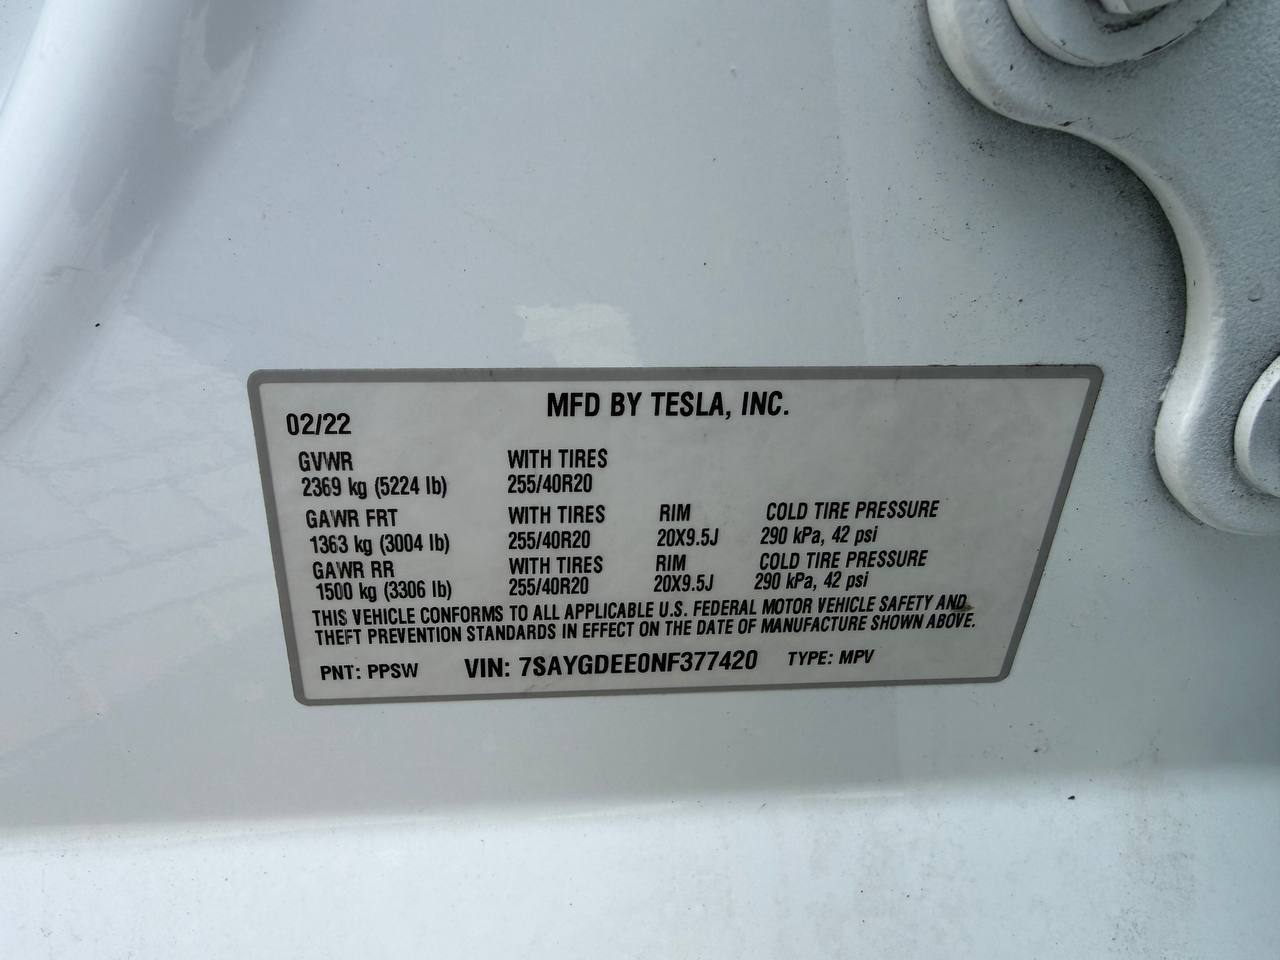 MFD BY TESLA, INC.
02/22
GVWR WITH TIRES
2369 kg (5224 lb) 255/40R20
GAWR FRT WITH TIRES RIM COLD TIRE PRESSURE
1363 kg (3004 lb) 255/40R20 20X9.5J 290 kPa, 42 psi
GAWR RR WITH TIRES RIM COLD TIRE PRESSURE
1500 kg (3306 lb) 255/40R20 20X9.5J 290 kPa, 42 psi
THIS VEHICLE CONFORMS TO ALL APPLICABLE U.S. FEDERAL MOTOR VEHICLE SAFETY AND
THEFT PREVENTION STANDARDS IN EFFECT ON THE DATE OF MANUFACTURE SHOWN ABOVE.
PNT: PPSW VIN: 7SAYGDEE0NF377420 TYPE: MPV